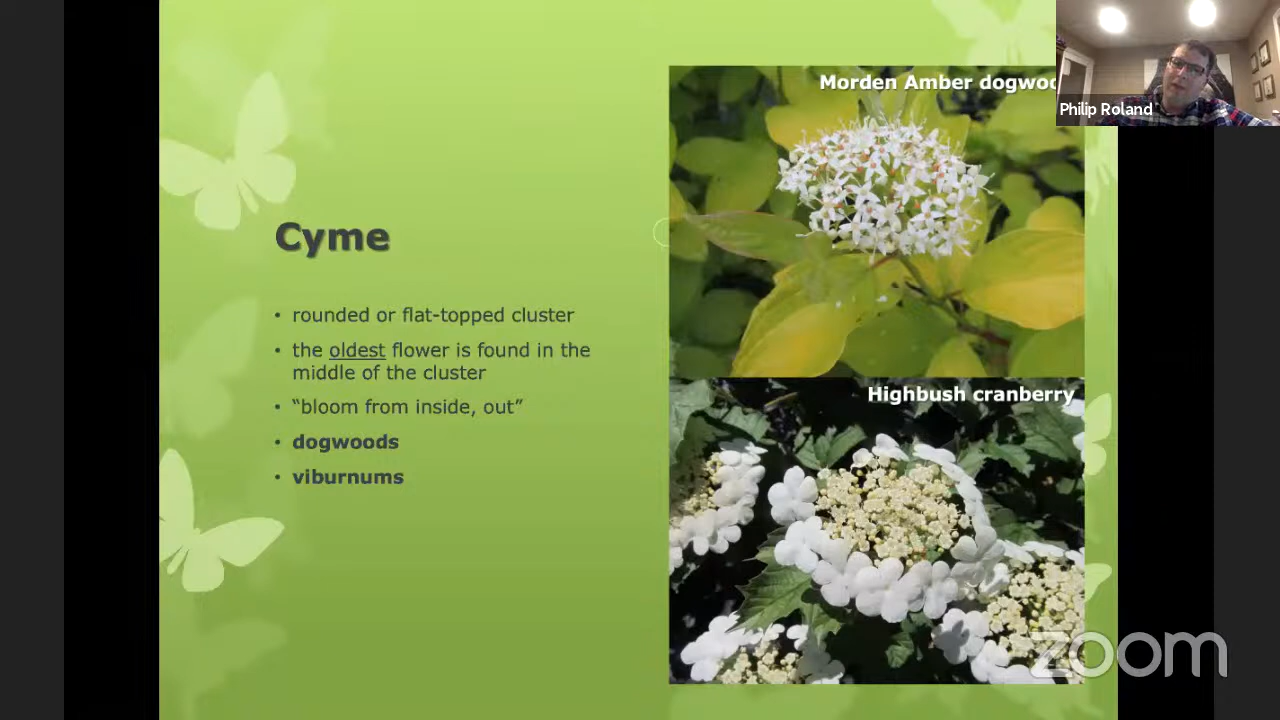 Morden Amber dogwoo
Philip Roland
Cyme
• rounded or flat-topped cluster
• the oldest flower is found in the
middle of the cluster
• “bloom from inside, out”
• dogwoods
• viburnums
Highbush cranberry
zoom